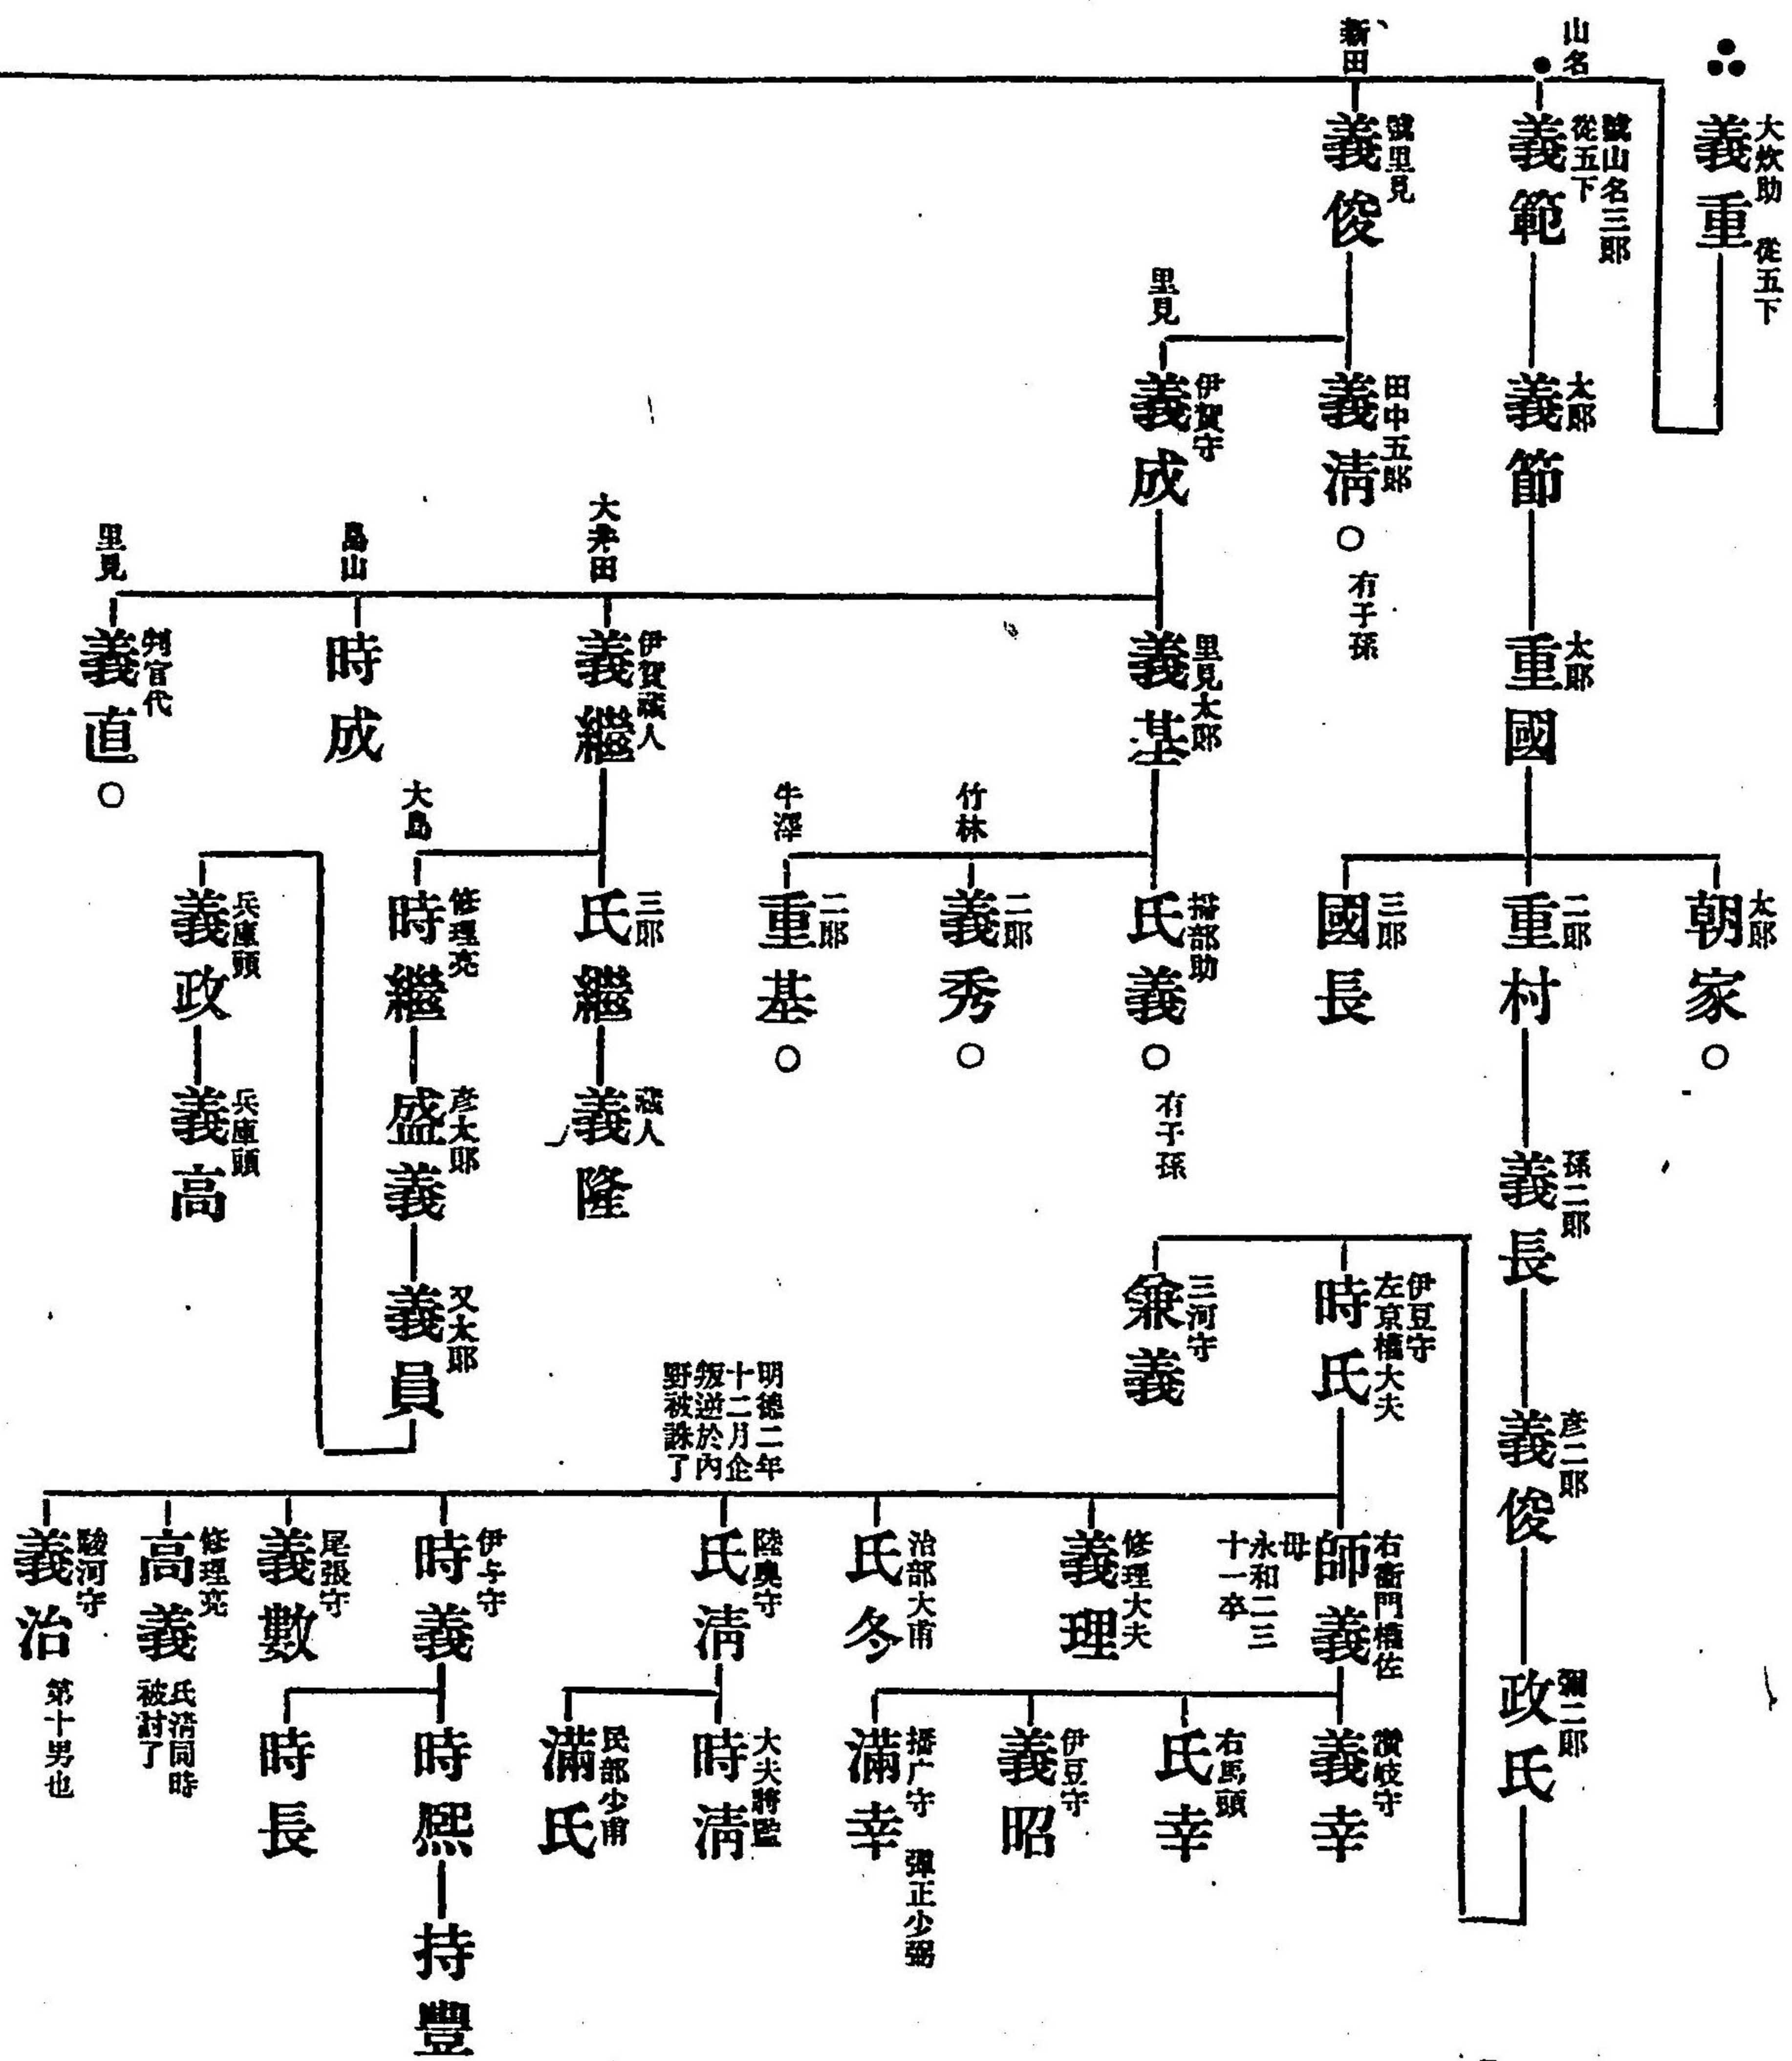 大炊助 從五下
義重
山名
號山名三郎
從五下
義範
太郎
義節
太郎
重國
太郎
朝家○
二郎
重村
三郎
國長
孫二郎
義長
彥二郎
義俊
彌二郎
政氏
伊豆守
左京權大夫
時氏
三河守
兼義
右衞門權佐
師義
母
永和二三
十一卒
修理大夫
義理
治部大甫
氏冬
明德二年
十二月企
叛逆於內
野被誅了
陸奧守
氏淸
伊与守
時義
尾張守
義數
修理亮
高義
氏淸同時
被討了
駿河守
義治
第十男也
讚岐守
義幸
右馬頭
氏幸
伊豆守
義昭
播广守 彈正少弼
滿幸
大夫將監
時淸
民部少甫
滿氏
時熙
時長
持豐
新田
號里見
義俊
田中五郎
義淸○ 有子孫
里見
伊賀守
義成
里見太郎
義基
掃部助
氏義○ 有子孫
竹林
二郎
義秀○
牛澤
二郎
重基○
大井田
伊賀藏人
義繼
三郎
氏繼
藏人
義隆
大島
修理亮
時繼
彥太郎
盛義
又太郎
義員
兵庫頭
義政
兵庫頭
義高
鳥山
時成
里見
判官代
義直○